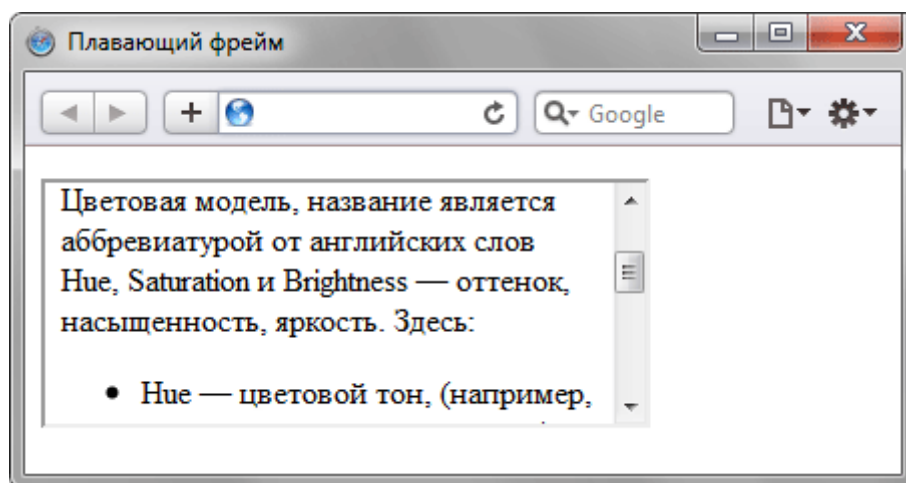 Плавающий фрейм
Google
Цветовая модель, название является
аббревиатурой от английских слов
Hue, Saturation и Brightness — оттенок,
насыщенность, яркость. Здесь:
• Hue — цветовой тон, (например,